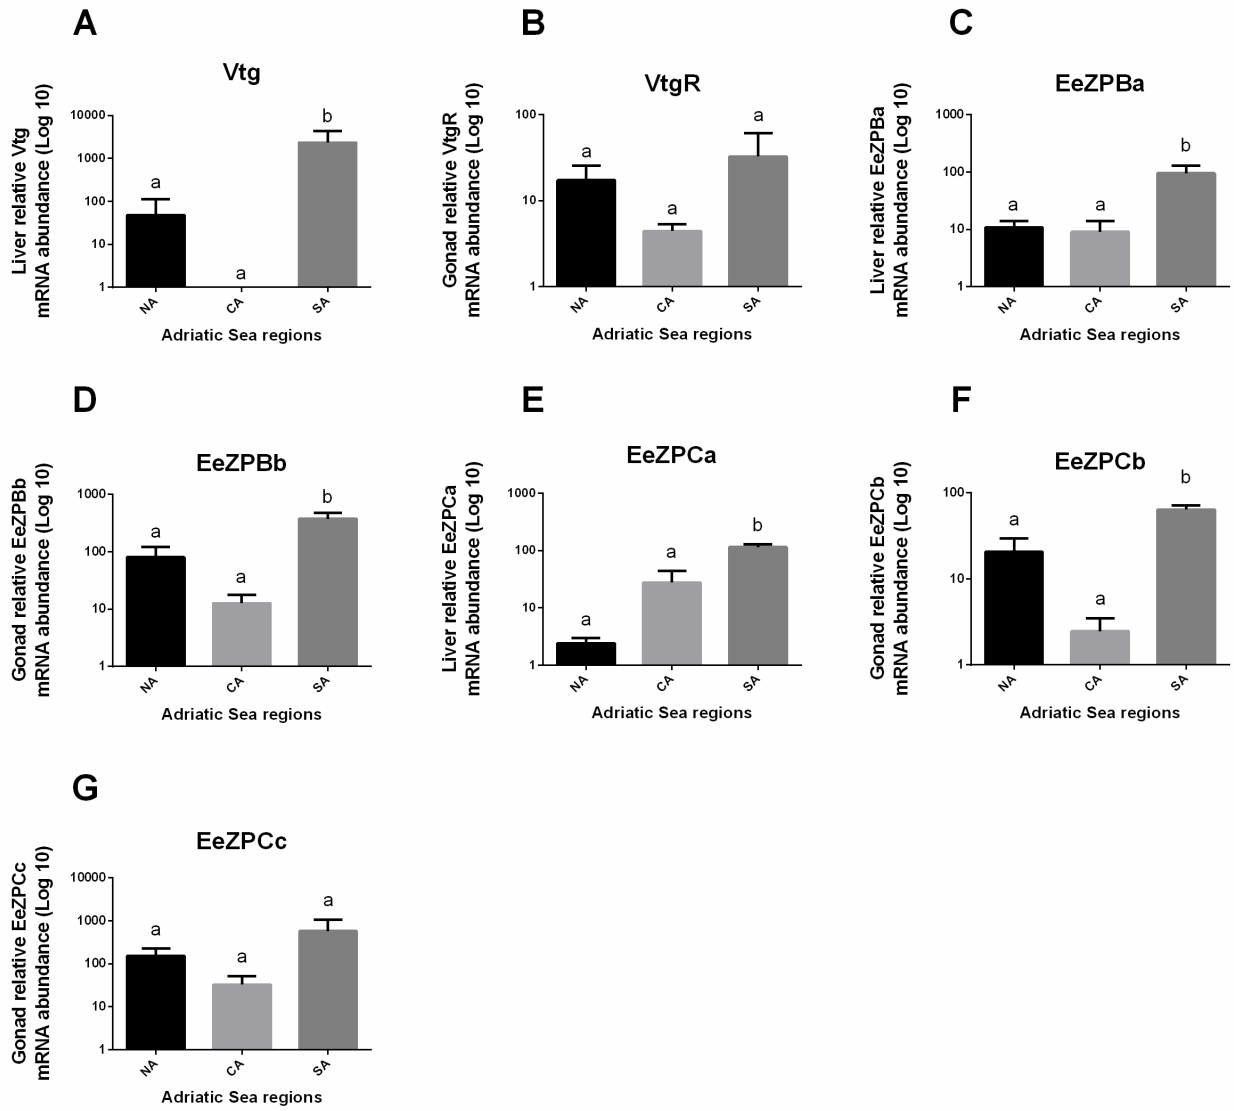 A
Vtg
Liver relative Vtg
mRNA abundance (Log 10)
10000
1000
100
10
1
a
a
b
NA
CA
SA
Adriatic Sea regions
B
VtgR
Gonad relative VtgR
mRNA abundance (Log 10)
100
10
1
a
a
a
NA
CA
SA
Adriatic Sea regions
C
EeZPBa
Liver relative EeZPBa
mRNA abundance (Log 10)
1000
100
10
1
a
a
b
NA
CA
SA
Adriatic Sea regions
D
EeZPBb
Gonad relative EeZPBb
mRNA abundance (Log 10)
1000
100
10
1
a
a
b
NA
CA
SA
Adriatic Sea regions
E
EeZPCa
Liver relative EeZPCa
mRNA abundance (Log 10)
1000
100
10
1
a
a
b
NA
CA
SA
Adriatic Sea regions
F
EeZPCb
Gonad relative EeZPCb
mRNA abundance (Log 10)
100
10
1
a
a
b
NA
CA
SA
Adriatic Sea regions
G
EeZPCc
Gonad relative EeZPCc
mRNA abundance (Log 10)
10000
1000
100
10
1
a
a
a
NA
CA
SA
Adriatic Sea regions